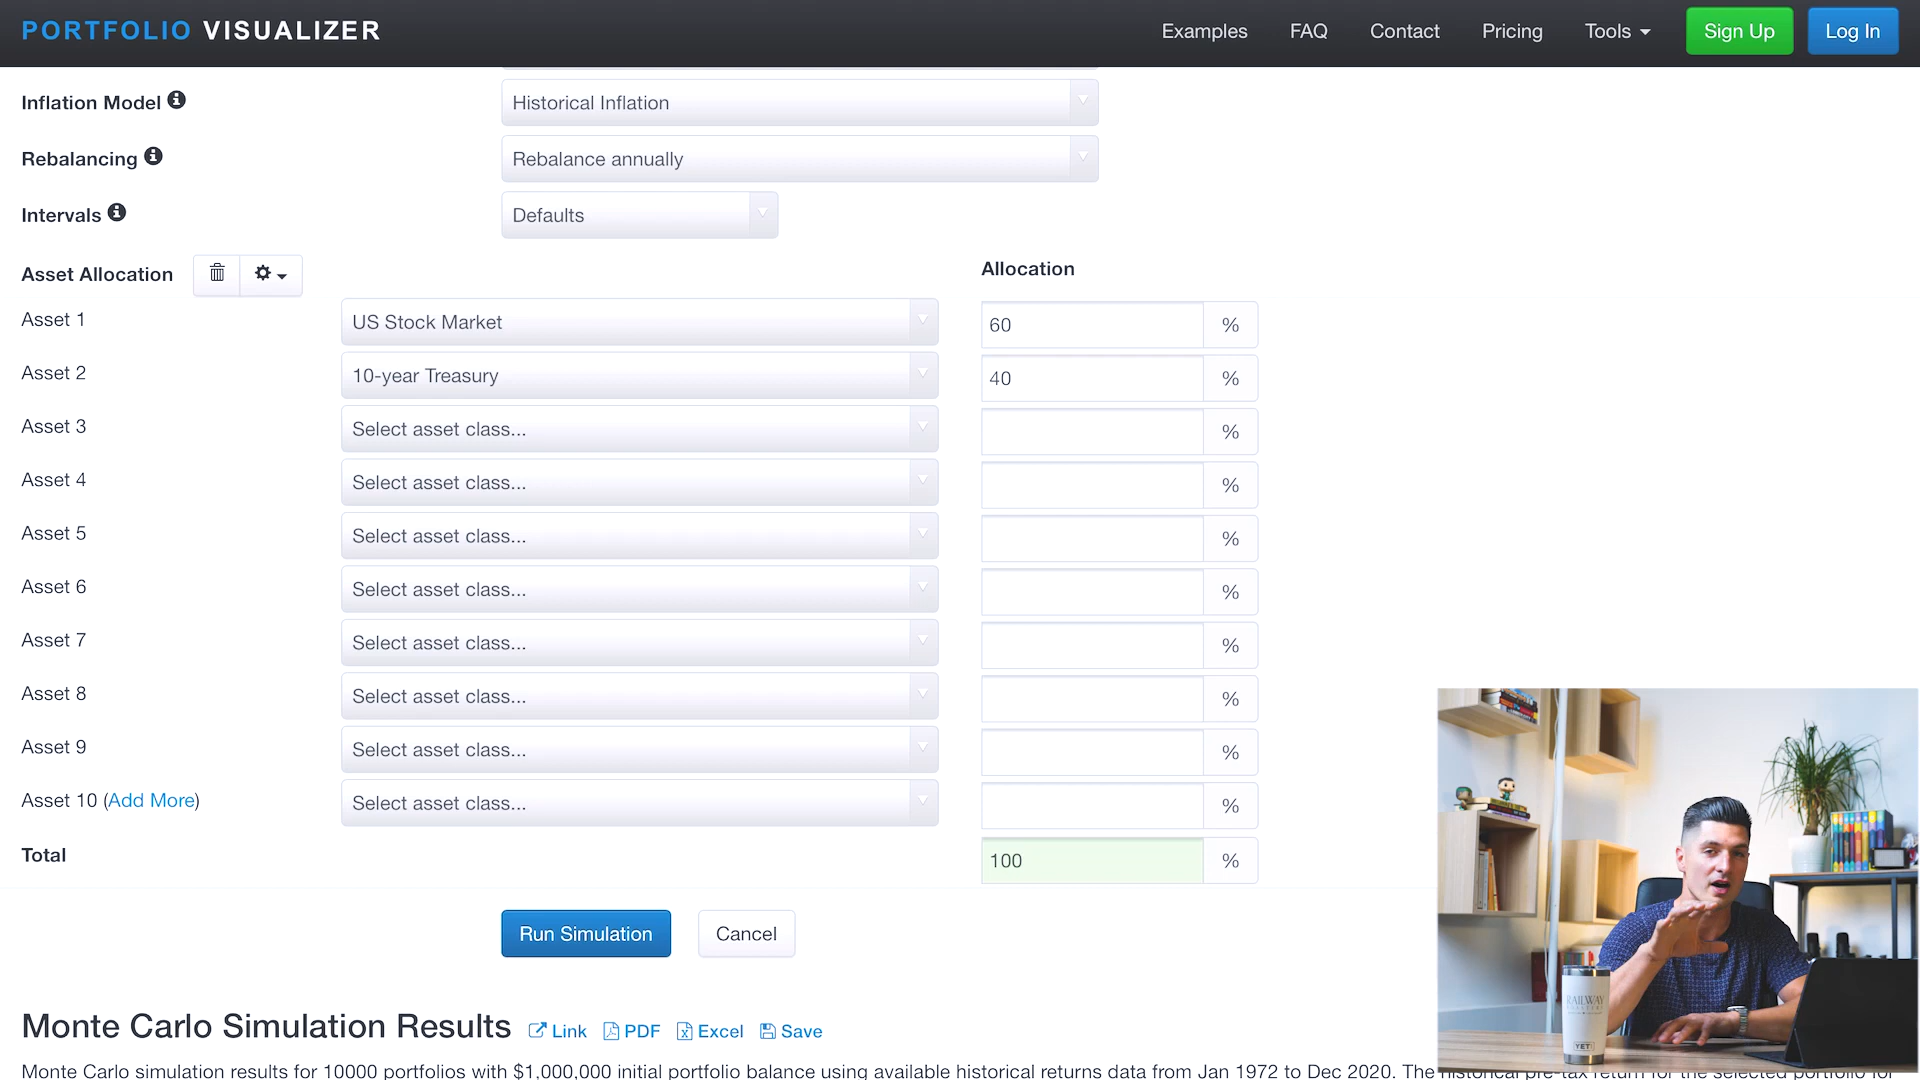 PORTFOLIO VISUALIZER
Examples FAQ Contact Pricing Tools Sign Up Log In
Inflation Model Historical Inflation
Rebalancing Rebalance annually
Intervals Defaults
Asset Allocation Allocation
Asset 1 US Stock Market 60 %
Asset 2 10-year Treasury 40 %
Asset 3 Select asset class... %
Asset 4 Select asset class... %
Asset 5 Select asset class... %
Asset 6 Select asset class... %
Asset 7 Select asset class... %
Asset 8 Select asset class... %
Asset 9 Select asset class... %
Asset 10 (Add More) Select asset class... %
Total 100 %
Run Simulation Cancel
Monte Carlo Simulation Results Link PDF Excel Save
Monte Carlo simulation results for 10000 portfolios with $1,000,000 initial portfolio balance using available historical returns data from Jan 1972 to Dec 2020. The historical pre-tax return for the selected portfolio for
RAILWAY
YETI